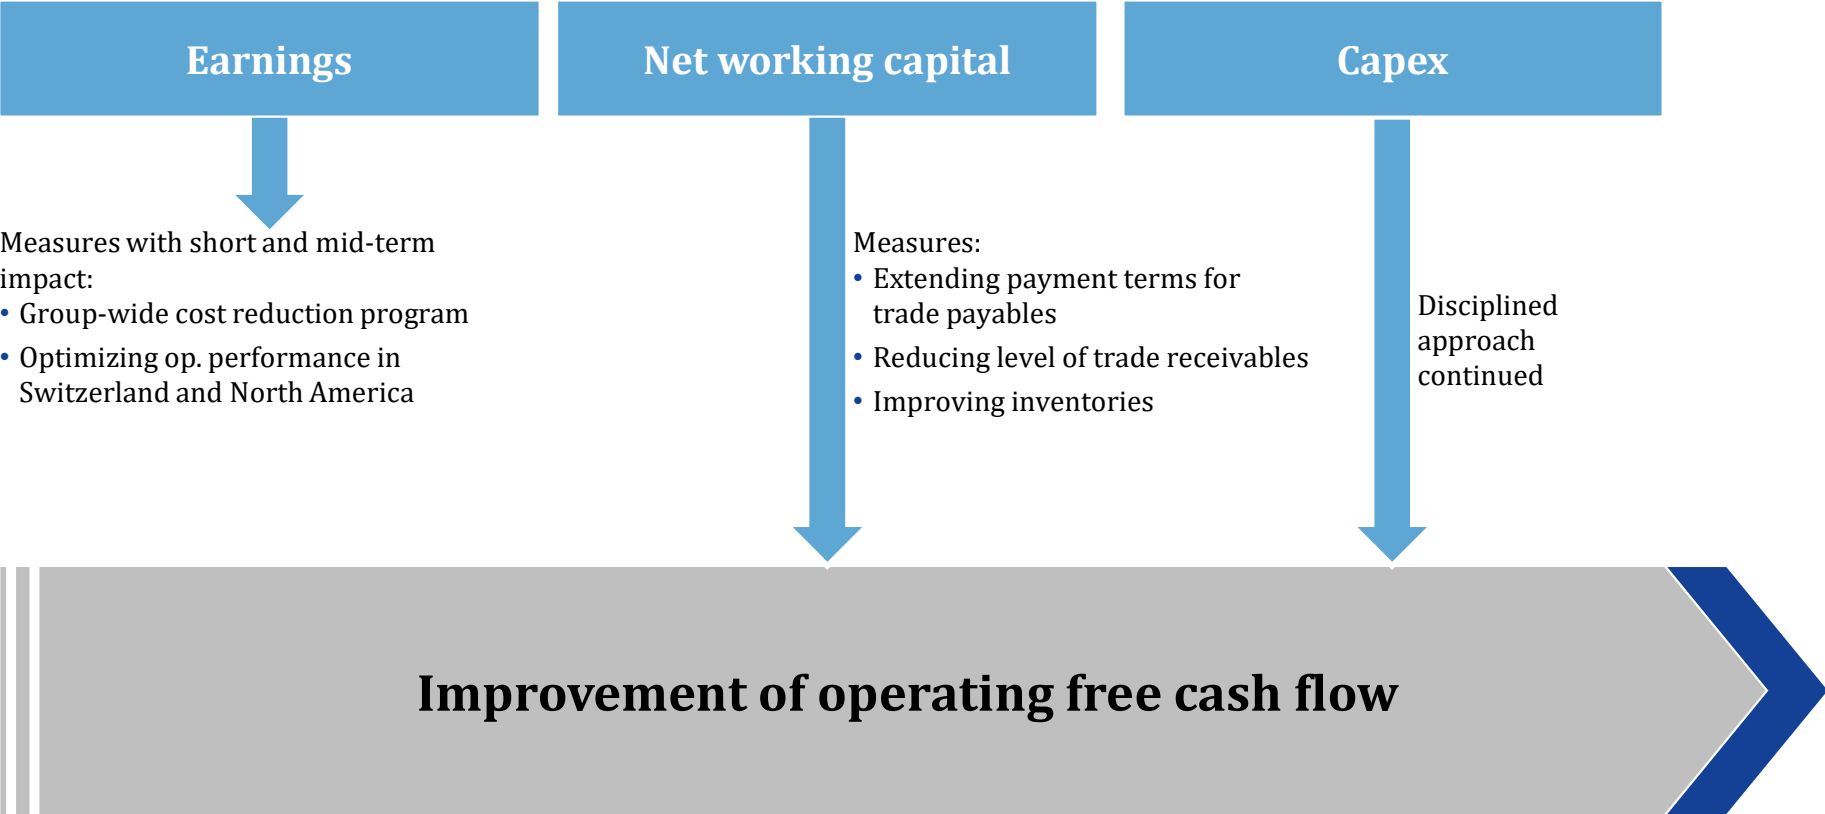 Earnings
Net working capital
Capex
Measures with short and mid-term
impact:
• Group-wide cost reduction program
• Optimizing op. performance in
Switzerland and North America
Measures:
• Extending payment terms for
trade payables
• Reducing level of trade receivables
• Improving inventories
Disciplined
approach
continued
Improvement of operating free cash flow